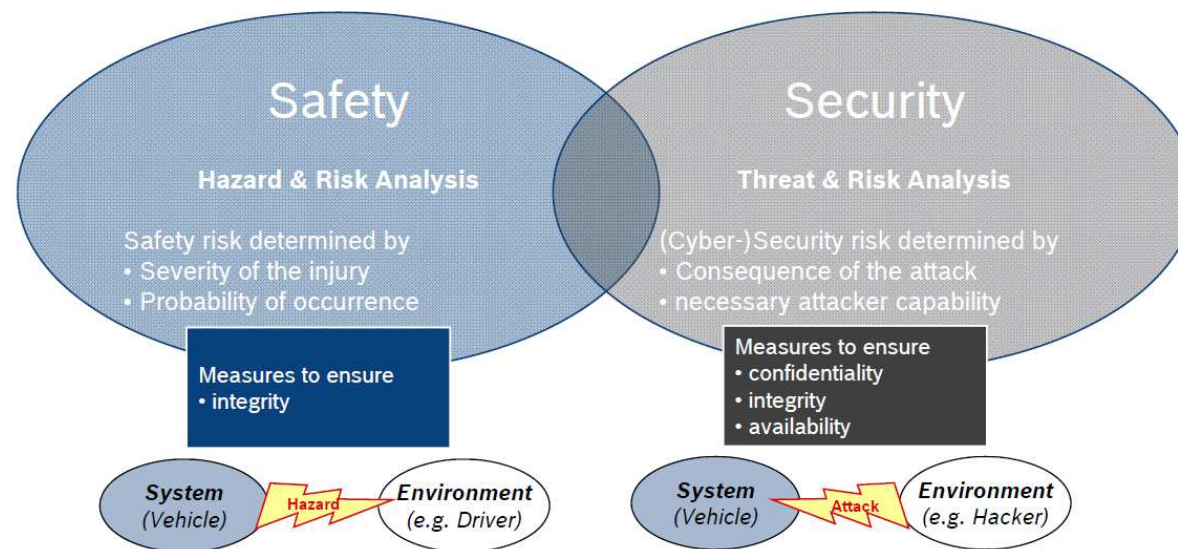 Safety
Hazard & Risk Analysis
Safety risk determined by
• Severity of the injury
• Probability of occurrence
Measures to ensure
• integrity
System
(Vehicle)
Hazard
Environment
(e.g. Driver)
Security
Threat & Risk Analysis
(Cyber-)Security risk determined by
• Consequence of the attack
• necessary attacker capability
Measures to ensure
• confidentiality
• integrity
• availability
System
(Vehicle)
Attack
Environment
(e.g. Hacker)